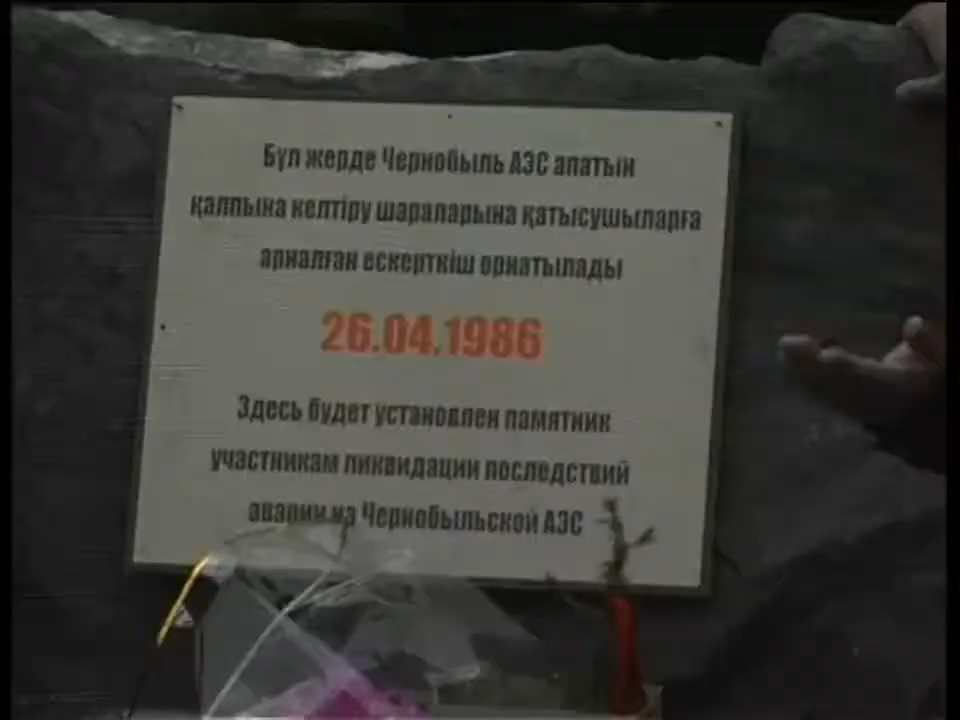 Бұл жерде Чернобыль АЭС апатын
қалпына келтіру шараларына қатысушыларға
арналған ескерткіш орнатылады
26.04.1986
Здесь будет установлен памятник
участникам ликвидации последствий
аварии на Чернобыльской АЭС